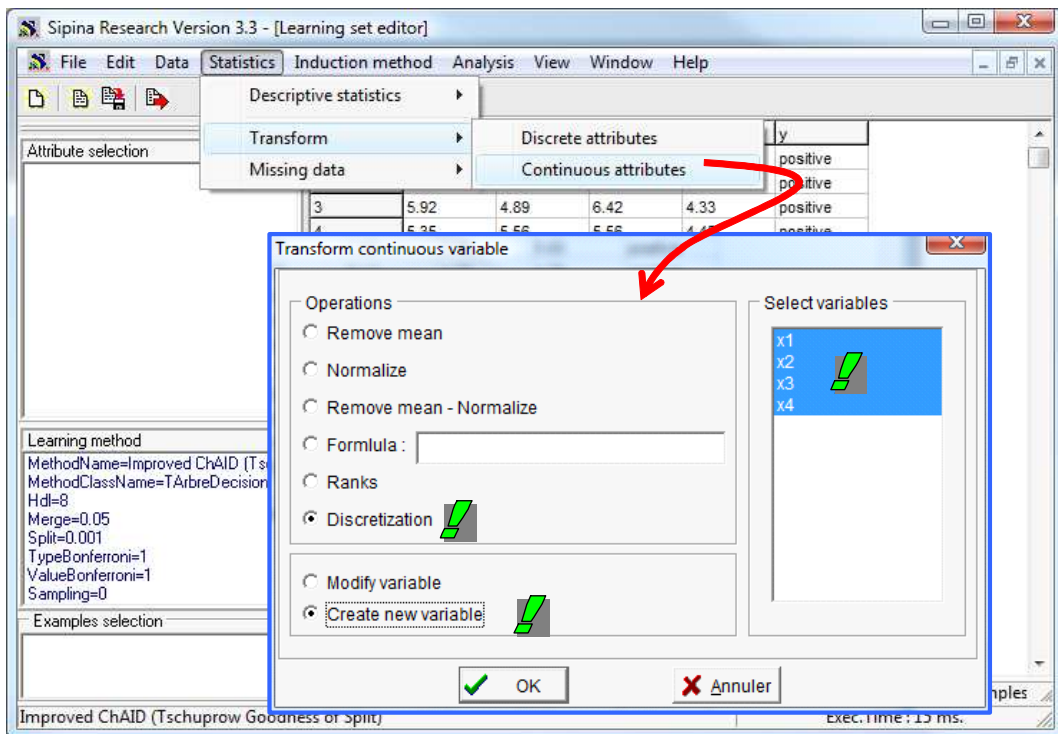 Sipina Research Version 3.3 - [Learning set editor]
File Edit Data Statistics Induction method Analysis View Window Help
Descriptive statistics
Transform
Missing data
Discrete attributes
Continuous attributes
Attribute selection
y
positive
positive
3 5.92 4.89 6.42 4.33 positive
Transform continuous variable
Operations
Remove mean
Normalize
Remove mean - Normalize
Formlula :
Ranks
Discretization
Modify variable
Create new variable
Select variables
x1
x2
x3
x4
OK
Annuler
Learning method
MethodName=Improved ChAID (Ts
MethodClassName=TArbreDecision
Hdl=8
Merge=0.05
Split=0.001
TypeBonferroni=1
ValueBonferroni=1
Sampling=0
Examples selection
Improved ChAID (Tschuprow Goodness of Split)
Exec.Time : 15 ms.